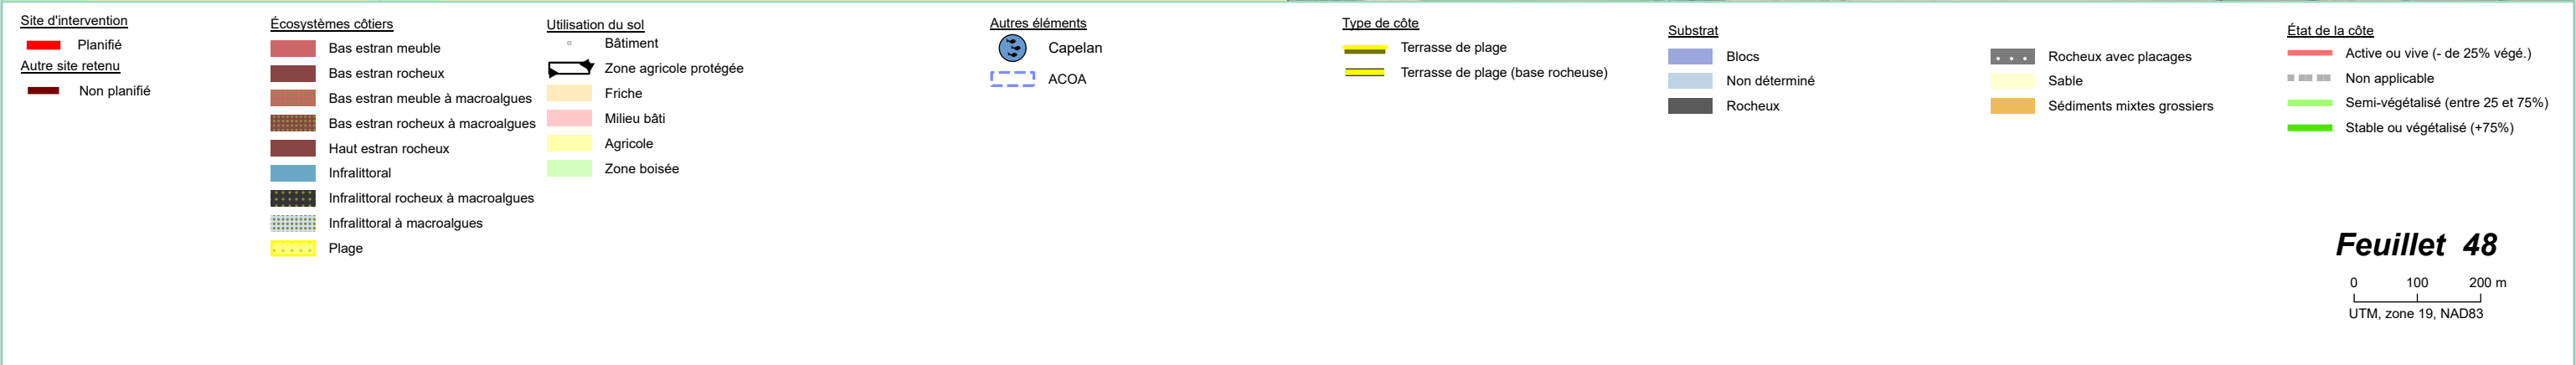 Site d'intervention
Planifié
Autre site retenu
Non planifié
Écosystèmes côtiers
Bas estran meuble
Bas estran rocheux
Bas estran meuble à macroalgues
Bas estran rocheux à macroalgues
Haut estran rocheux
Infralittoral
Infralittoral rocheux à macroalgues
Infralittoral à macroalgues
Plage
Utilisation du sol
Bâtiment
Zone agricole protégée
Friche
Milieu bâti
Agricole
Zone boisée
Autres éléments
Capelan
ACOA
Type de côte
Terrasse de plage
Terrasse de plage (base rocheuse)
Substrat
Blocs
Non déterminé
Rocheux
Rocheux avec placages
Sable
Sédiments mixtes grossiers
État de la côte
Active ou vive (- de 25% végé.)
Non applicable
Semi-végétalisé (entre 25 et 75%)
Stable ou végétalisé (+75%)
Feuillet 48
0 100 200 m
UTM, zone 19, NAD83